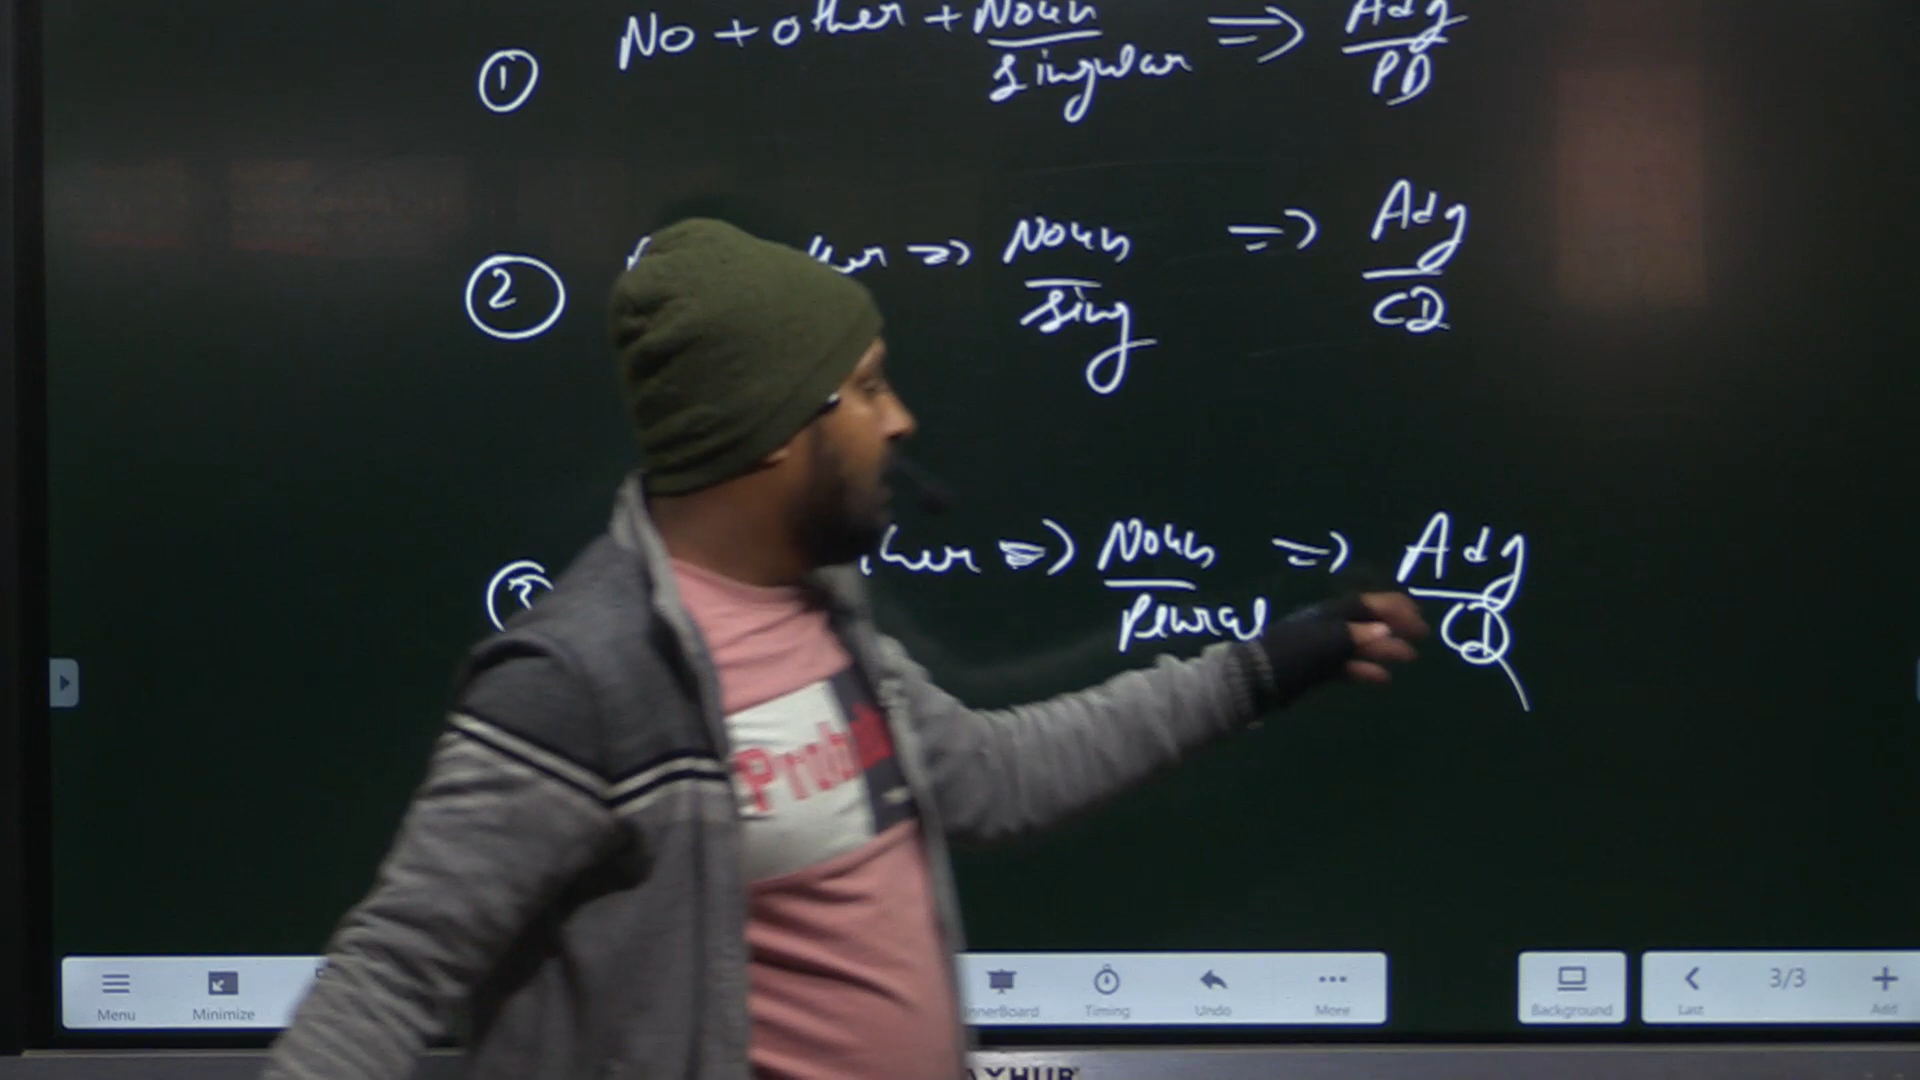 ① No + other + Noun ⇒ Adj
singular PD
② ⇒ Noun ⇒ Adj
sing CD
③ ⇒ Noun ⇒ Adj
plural CD
Menu Minimize Timing Undo More Background Last 3/3 Add